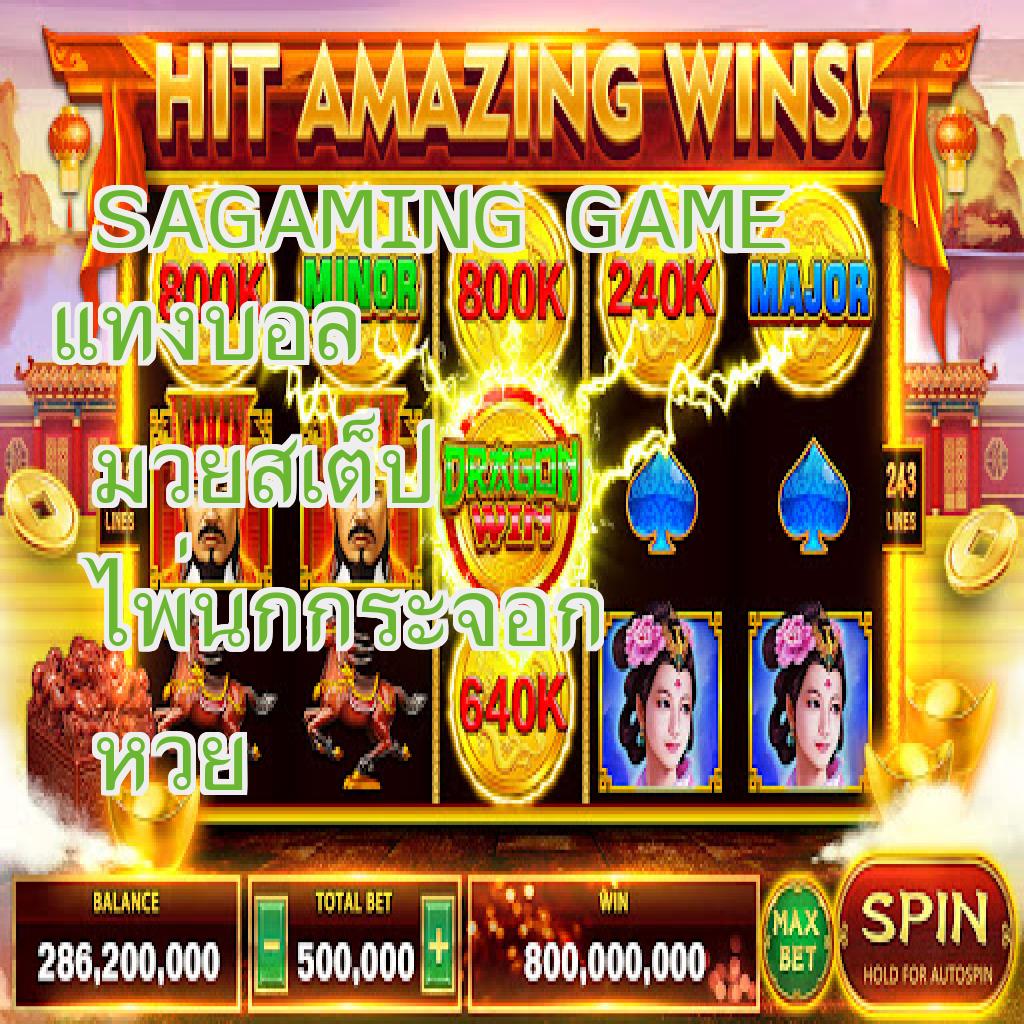 HIT AMAZING WINS!
SAGAMING GAME
800K MINOR 800K 240K MAJOR
แทงบอล
มวยสเต็ป
DRAGON
WIN
243
LINES LINES
ไพ่นกกระจอก
640K
หวย
BALANCE TOTAL BET WIN
286,200,000 - 500,000 + 800,000,000
MAX
BET
SPIN
HOLD FOR AUTOSPIN